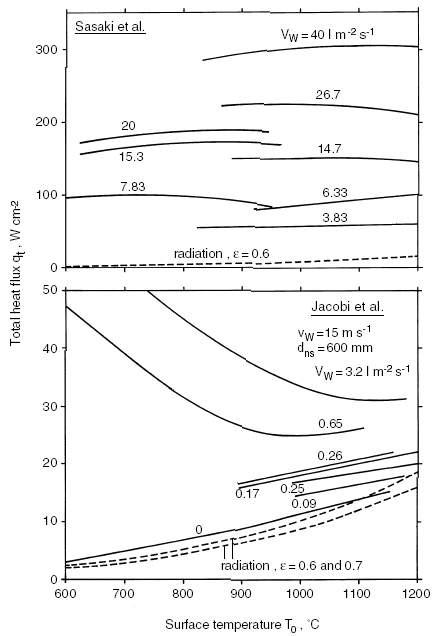 Sasaki et al.
V_W = 40 l m⁻² s⁻¹
300
26.7
200
20
15.3
14.7
7.83
6.33
100
3.83
radiation , ε = 0.6
0
Total heat flux qₜ, W cm⁻²
50
Jacobi et al.
v_W = 15 m s⁻¹
d_ns = 600 mm
40
V_W = 3.2 l m⁻² s⁻¹
30
0.65
0.26
20
0.17
0.25
0.09
10
0
radiation , ε = 0.6 and 0.7
0
600 700 800 900 1000 1100 1200
Surface temperature T₀ , °C